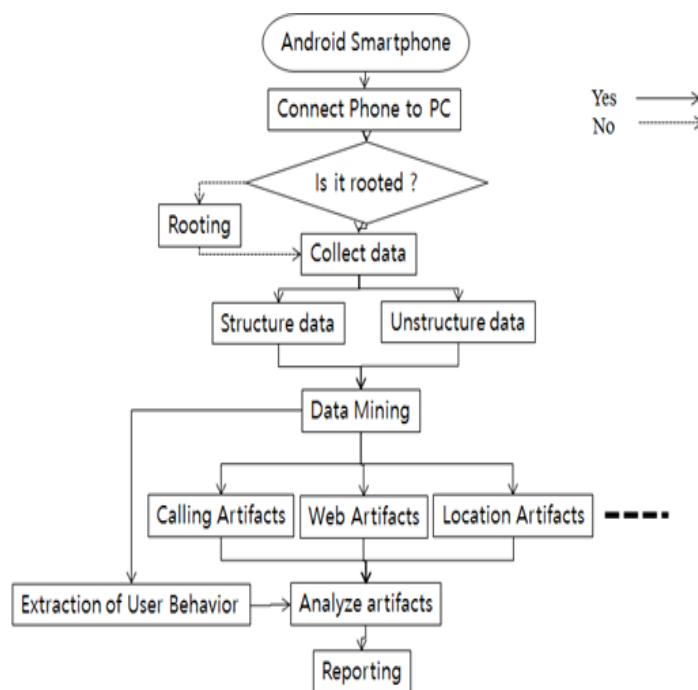 Android Smartphone
Connect Phone to PC
Yes
No
Is it rooted ?
Rooting
Collect data
Structure data
Unstructure data
Data Mining
Calling Artifacts
Web Artifacts
Location Artifacts
Extraction of User Behavior
Analyze artifacts
Reporting